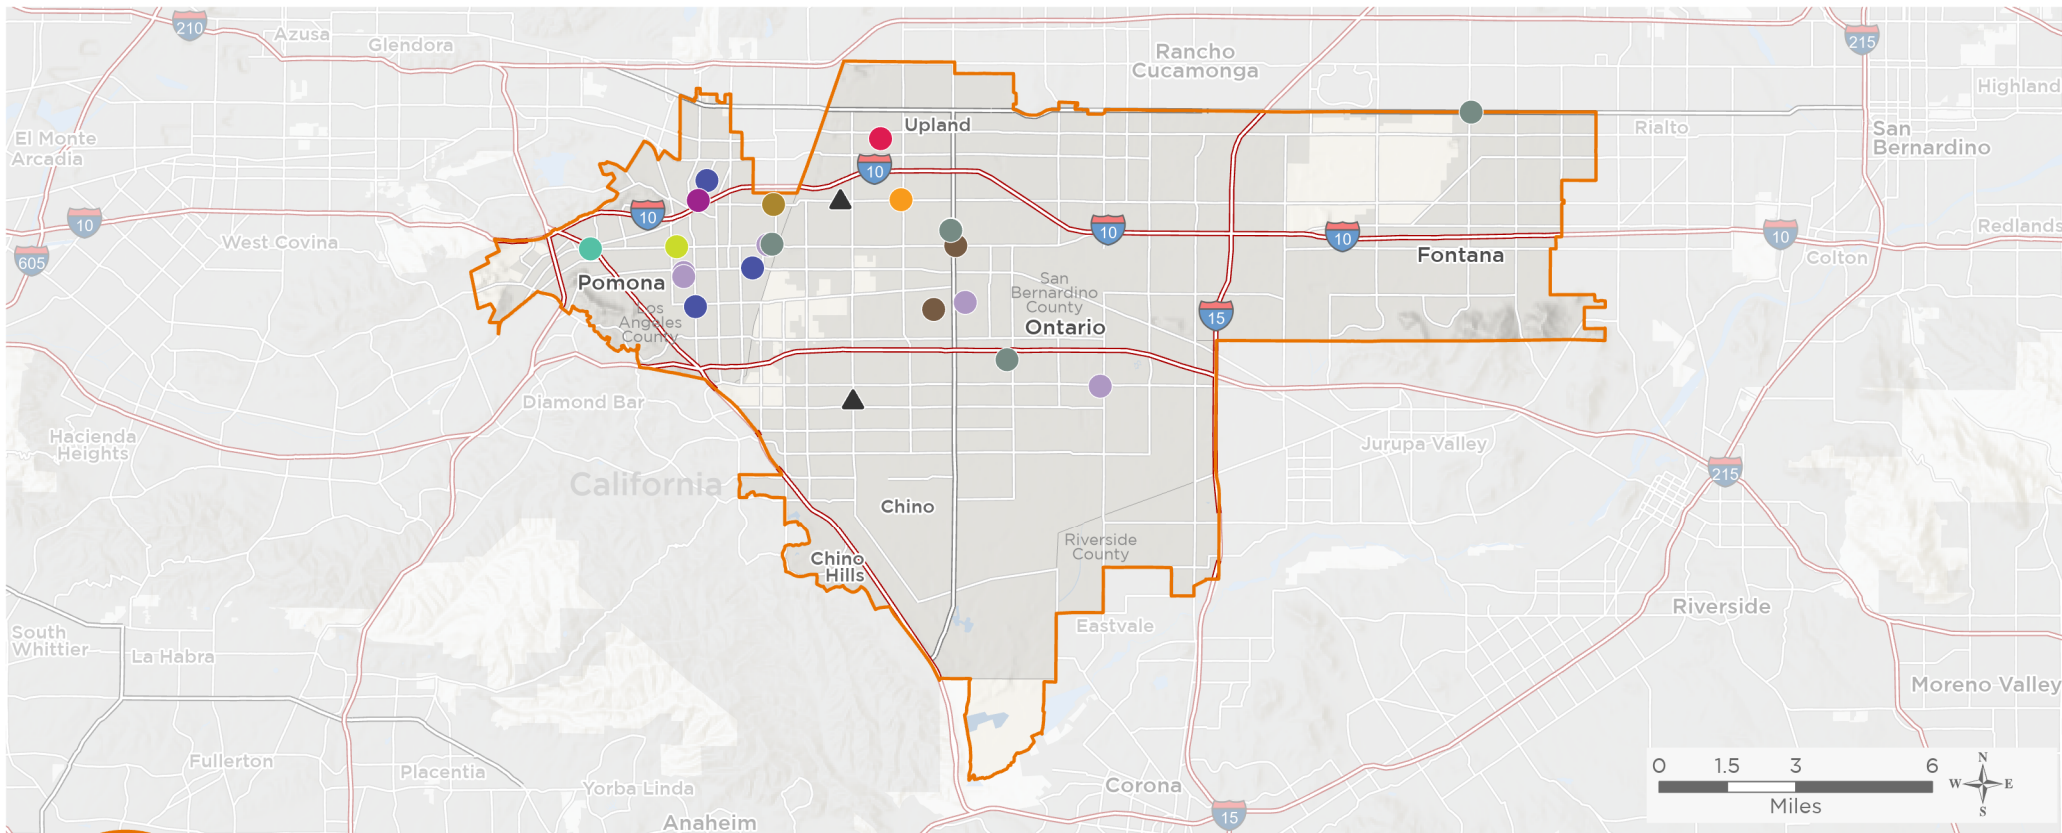 210
Azusa
Glendora
Rancho
Cucamonga
215
Highland
El Monte
Arcadia
Upland
Rialto
San
Bernardino
10
10
10
West Covina
605
10
10
10
Redlands
Colton
Fontana
Pomona
San
Bernardino
County
Los
Angeles
County
Ontario
15
Diamond Bar
Hacienda
Heights
Jurupa Valley
215
California
Chino
Riverside
County
Chino
Hills
Riverside
Eastvale
South
Whittier
La Habra
Moreno Valley
Fullerton
Placentia
Yorba Linda
Corona
Anaheim
15
0 1.5 3 6
Miles
N
W E
S